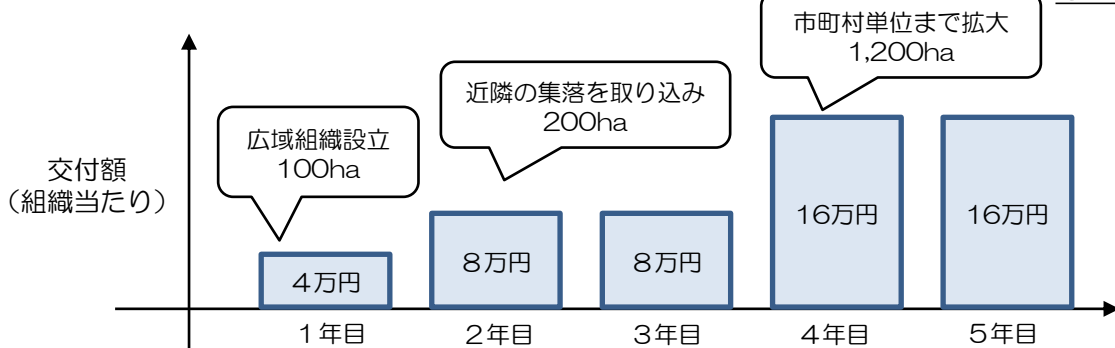 市町村単位まで拡大
1,200ha
近隣の集落を取り込み
200ha
広域組織設立
100ha
交付額
（組織当たり）
４万円
８万円
８万円
16万円
16万円
１年目
２年目
３年目
４年目
５年目